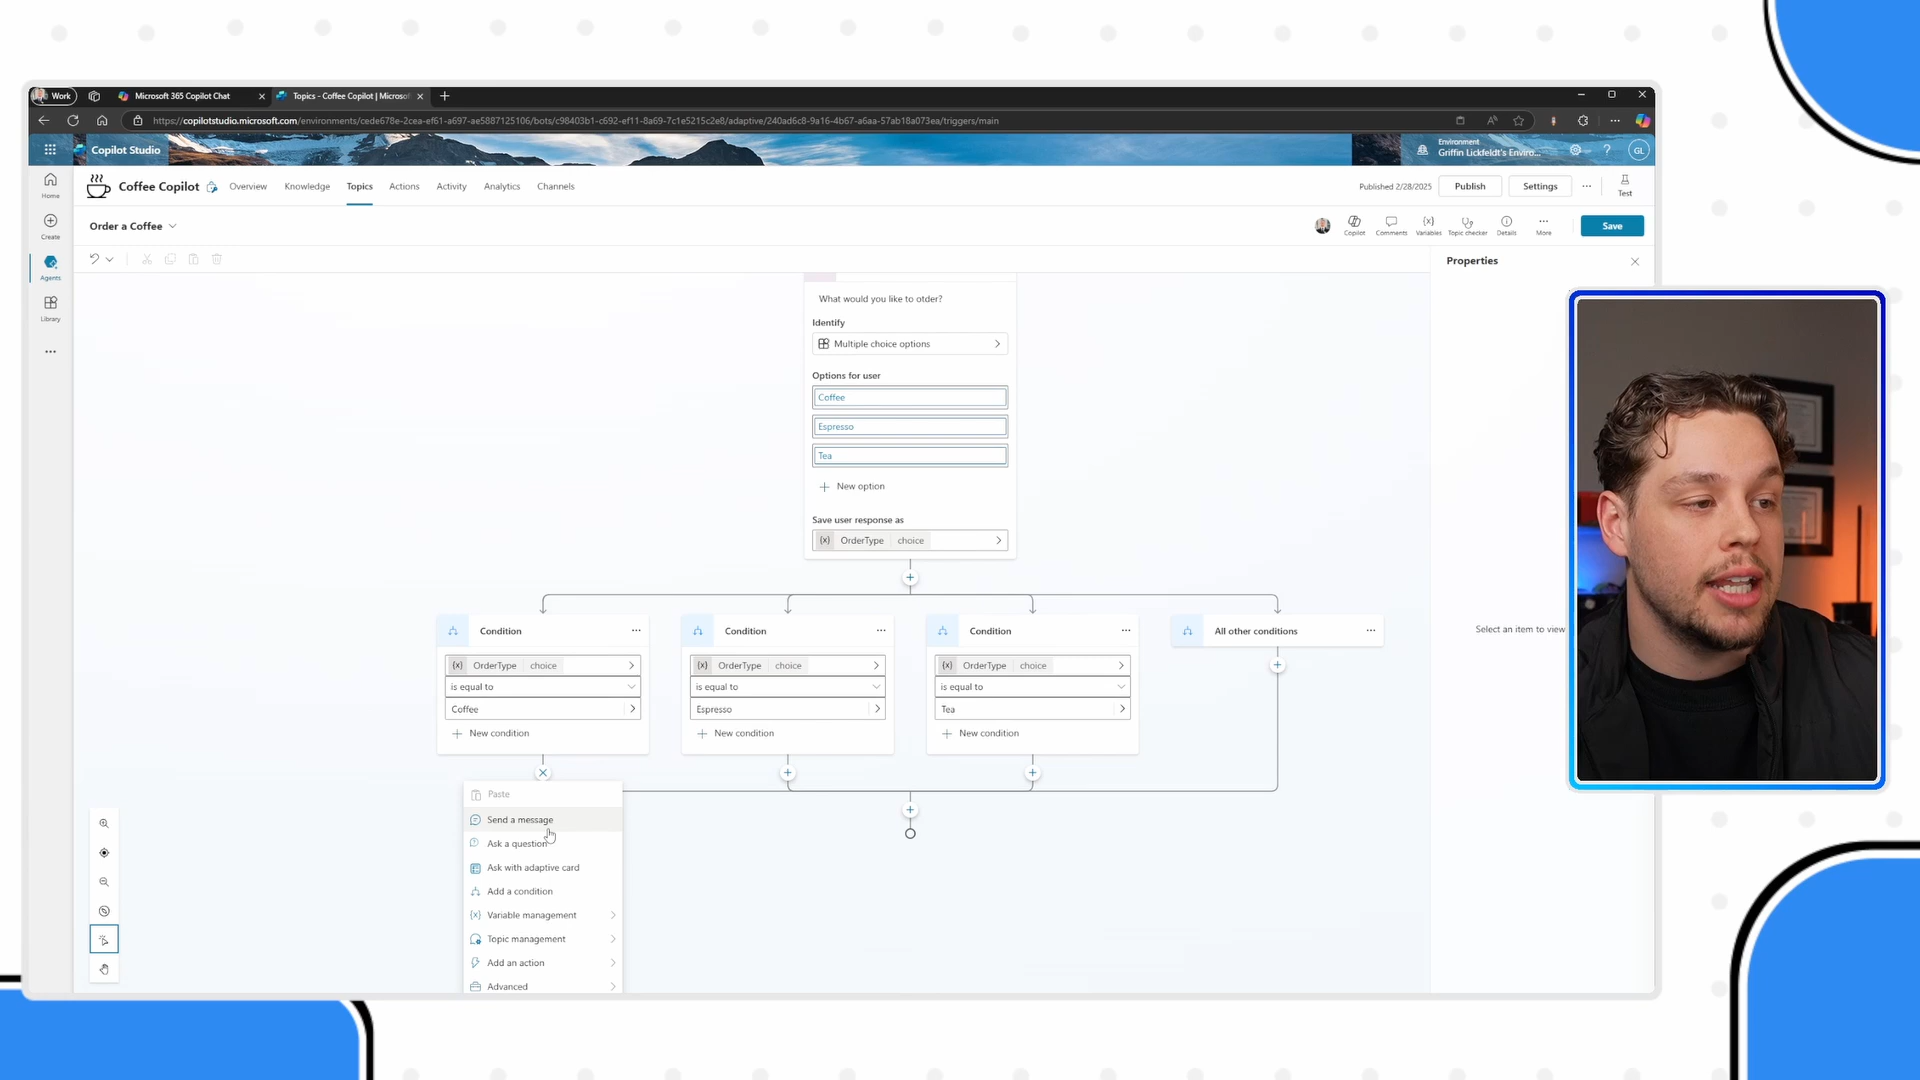 Work
Microsoft 365 Copilot Chat
Topics - Coffee Copilot | Microsof
https://copilotstudio.microsoft.com/environments/cede678e-2cea-ef61-a697-ae5887125106/bots/c98403b1-c692-ef11-8a69-7c1e5215c2e8/adaptive/240ad6c8-9a16-4b67-a6aa-57ab18a073ea/triggers/main
Copilot Studio
Environment
Griffin Lickfeldt's Enviro...
GL
Home
Create
Agents
Library
Coffee Copilot
Overview
Knowledge
Topics
Actions
Activity
Analytics
Channels
Published 2/28/2025
Publish
Settings
Test
Order a Coffee
Copilot
Comments
Variables
Topic checker
Details
More
Save
Properties
What would you like to otder?
Identify
Multiple choice options
Options for user
Coffee
Espresso
Tea
New option
Save user response as
{x} OrderType choice
Condition
{x} OrderType choice
is equal to
Coffee
New condition
Condition
{x} OrderType choice
is equal to
Espresso
New condition
Condition
{x} OrderType choice
is equal to
Tea
New condition
All other conditions
Select an item to view
Paste
Send a message
Ask a question
Ask with adaptive card
Add a condition
Variable management
Topic management
Add an action
Advanced